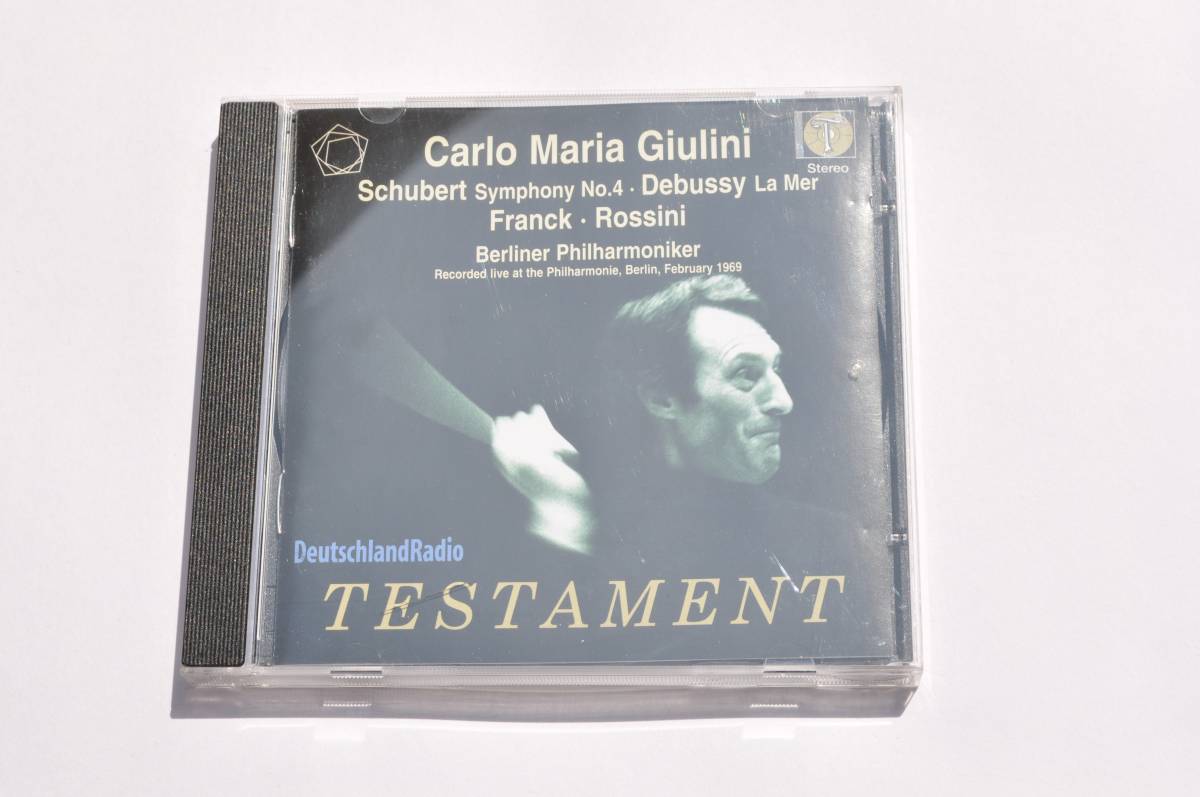 Carlo Maria Giulini
Stereo
Schubert Symphony No.4 · Debussy La Mer
Franck · Rossini
Berliner Philharmoniker
Recorded live at the Philharmonie, Berlin, February 1969
DeutschlandRadio
TESTAMENT